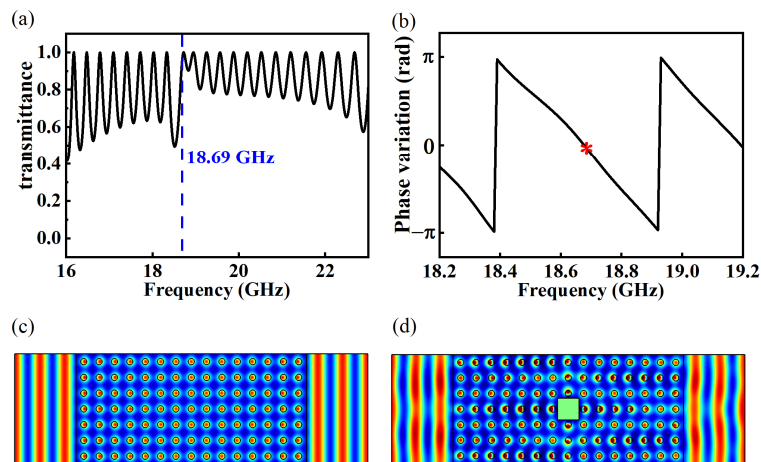 (a)
transmittance
1.0
0.8
0.6
0.4
0.2
0.0
18.69 GHz
16 18 20 22
Frequency (GHz)
(b)
Phase variation (rad)
π
0
−π
18.2 18.4 18.6 18.8 19.0 19.2
Frequency (GHz)
(c)
(d)